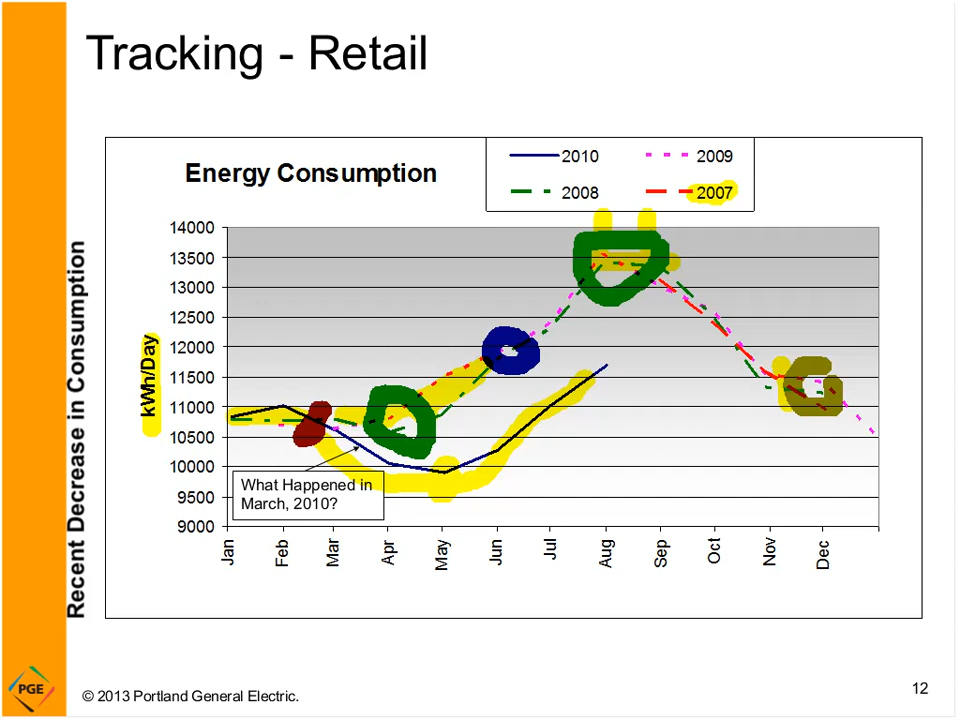 Tracking - Retail
Recent Decrease in Consumption
Energy Consumption
2010
2009
2008
2007
kWh/Day
14000
13500
13000
12500
12000
11500
11000
10500
10000
9500
9000
What Happened in
March, 2010?
Jan
Feb
Mar
Apr
May
Jun
Jul
Aug
Sep
Oct
Nov
Dec
PGE
© 2013 Portland General Electric.
12